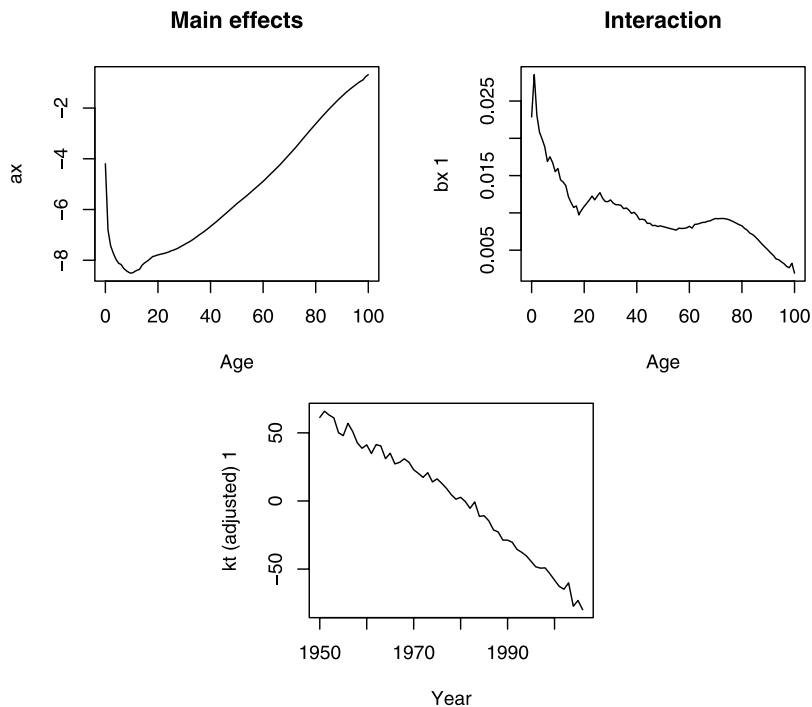 Main effects
ax
−2
−4
−6
−8
0 20 40 60 80 100
Age
Interaction
bx 1
0.025
0.015
0.005
0 20 40 60 80 100
Age
kt (adjusted) 1
50
0
−50
1950 1970 1990
Year